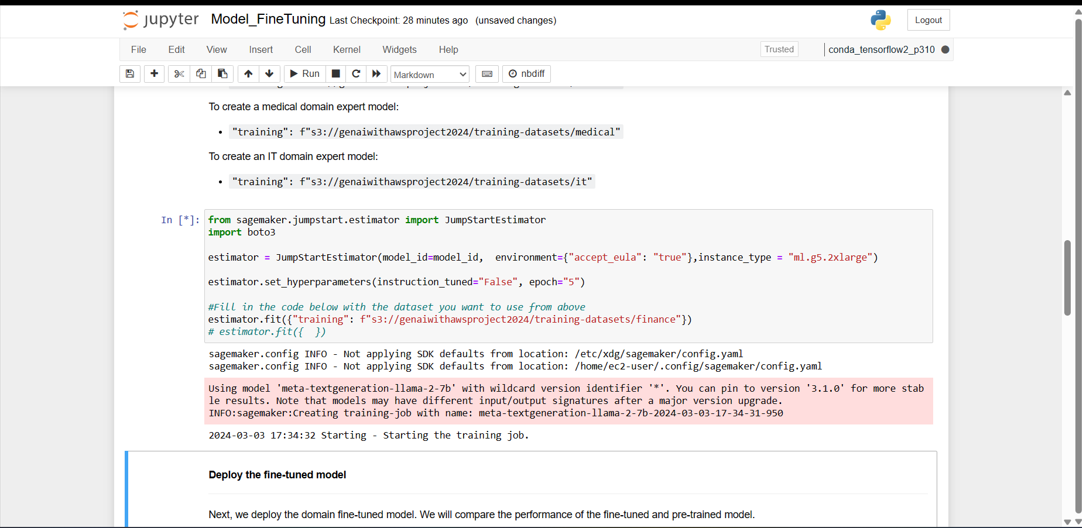 jupyter Model_FineTuning Last Checkpoint: 28 minutes ago (unsaved changes) Logout
File Edit View Insert Cell Kernel Widgets Help Trusted conda_tensorflow2_p310
Run Markdown nbdiff
To create a medical domain expert model:
• "training": f"s3://genaiwithawsproject2024/training-datasets/medical"
To create an IT domain expert model:
• "training": f"s3://genaiwithawsproject2024/training-datasets/it"
In [*]: from sagemaker.jumpstart.estimator import JumpStartEstimator
import boto3
estimator = JumpStartEstimator(model_id=model_id,  environment={"accept_eula": "true"},instance_type = "ml.g5.2xlarge")
estimator.set_hyperparameters(instruction_tuned="False", epoch="5")
#Fill in the code below with the dataset you want to use from above
estimator.fit({"training": f"s3://genaiwithawsproject2024/training-datasets/finance"})
# estimator.fit({  })
sagemaker.config INFO - Not applying SDK defaults from location: /etc/xdg/sagemaker/config.yaml
sagemaker.config INFO - Not applying SDK defaults from location: /home/ec2-user/.config/sagemaker/config.yaml
Using model 'meta-textgeneration-llama-2-7b' with wildcard version identifier '*'. You can pin to version '3.1.0' for more stab
le results. Note that models may have different input/output signatures after a major version upgrade.
INFO:sagemaker:Creating training-job with name: meta-textgeneration-llama-2-7b-2024-03-03-17-34-31-950
2024-03-03 17:34:32 Starting - Starting the training job.
Deploy the fine-tuned model
Next, we deploy the domain fine-tuned model. We will compare the performance of the fine-tuned and pre-trained model.